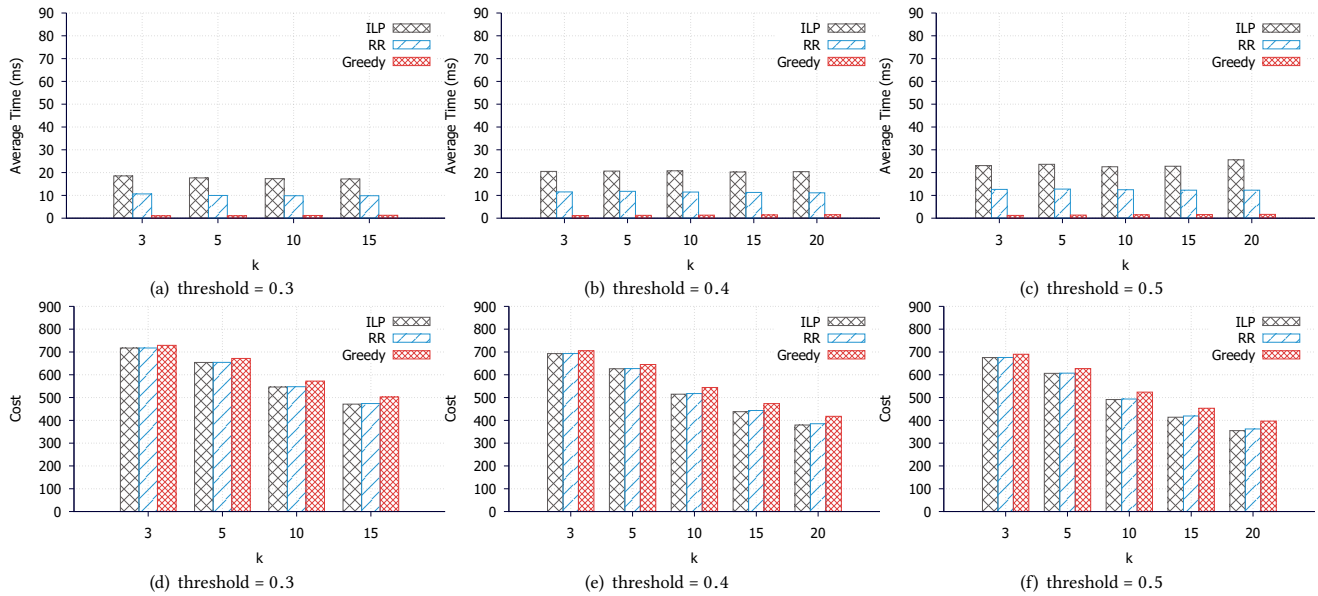 90
80
70
60
50
40
30
20
10
0
Average Time (ms)
ILP
RR
Greedy
3 5 10 15
k
(a) threshold = 0.3
90
80
70
60
50
40
30
20
10
0
Average Time (ms)
ILP
RR
Greedy
3 5 10 15 20
k
(b) threshold = 0.4
90
80
70
60
50
40
30
20
10
0
Average Time (ms)
ILP
RR
Greedy
3 5 10 15 20
k
(c) threshold = 0.5
900
800
700
600
500
400
300
200
100
0
Cost
ILP
RR
Greedy
3 5 10 15
k
(d) threshold = 0.3
900
800
700
600
500
400
300
200
100
0
Cost
ILP
RR
Greedy
3 5 10 15 20
k
(e) threshold = 0.4
900
800
700
600
500
400
300
200
100
0
Cost
ILP
RR
Greedy
3 5 10 15 20
k
(f) threshold = 0.5